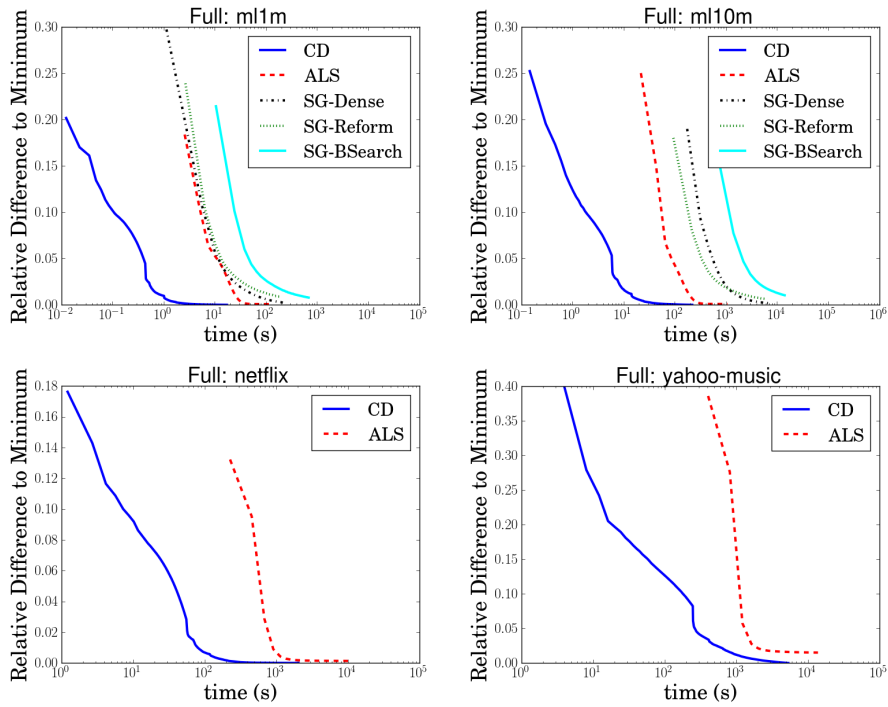 Full: ml1m
Relative Difference to Minimum
0.30
0.25
0.20
0.15
0.10
0.05
0.00
CD
ALS
SG-Dense
SG-Reform
SG-BSearch
10^-2
10^-1
10^0
10^1
10^2
10^3
10^4
10^5
time (s)
Full: ml10m
Relative Difference to Minimum
0.30
0.25
0.20
0.15
0.10
0.05
0.00
CD
ALS
SG-Dense
SG-Reform
SG-BSearch
10^-1
10^0
10^1
10^2
10^3
10^4
10^5
10^6
time (s)
Full: netflix
Relative Difference to Minimum
0.18
0.16
0.14
0.12
0.10
0.08
0.06
0.04
0.02
0.00
CD
ALS
10^0
10^1
10^2
10^3
10^4
10^5
time (s)
Full: yahoo-music
Relative Difference to Minimum
0.40
0.35
0.30
0.25
0.20
0.15
0.10
0.05
0.00
CD
ALS
10^0
10^1
10^2
10^3
10^4
10^5
time (s)